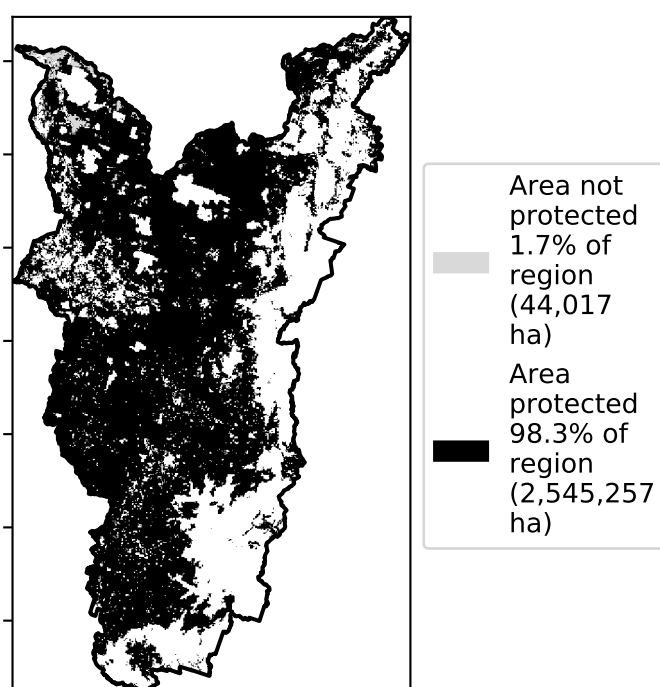 Area not
protected
1.7% of
region
(44,017
ha)
Area
protected
98.3% of
region
(2,545,257
ha)